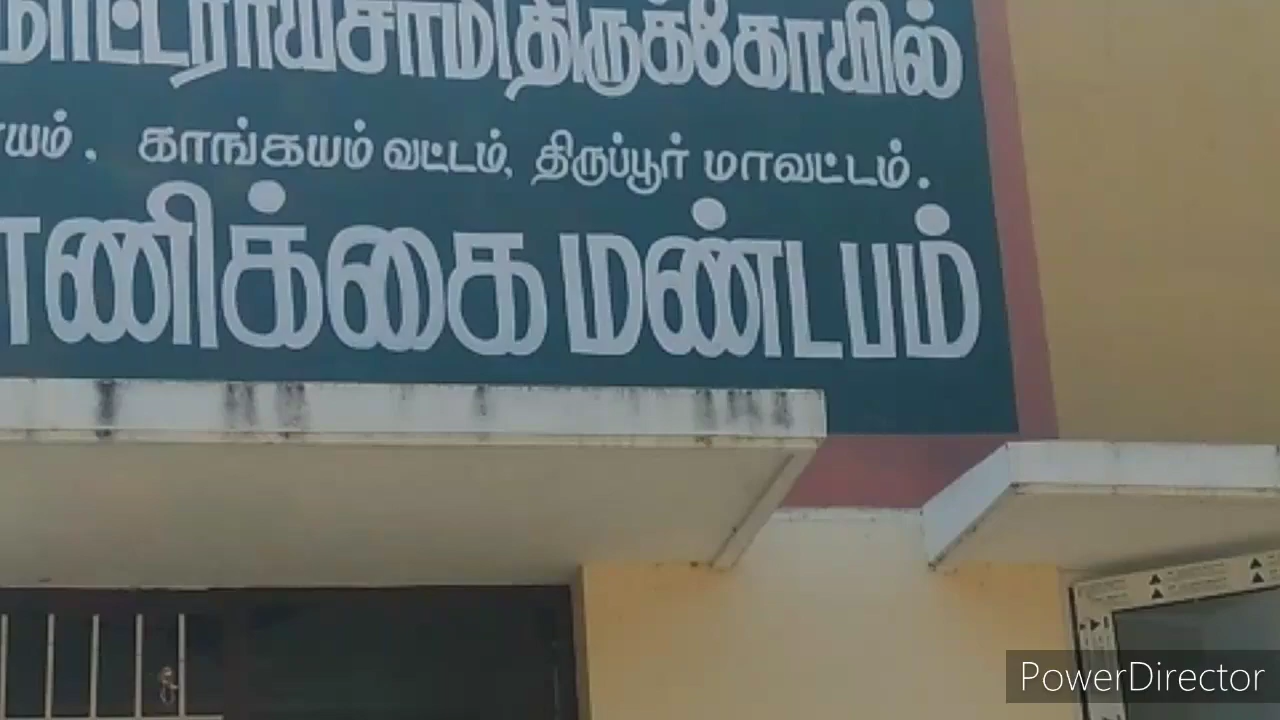 மாட்டராயசாமி திருக்கோயில்
காங்கயம் வட்டம், திருப்பூர் மாவட்டம்.
மண்டபம்
PowerDirector